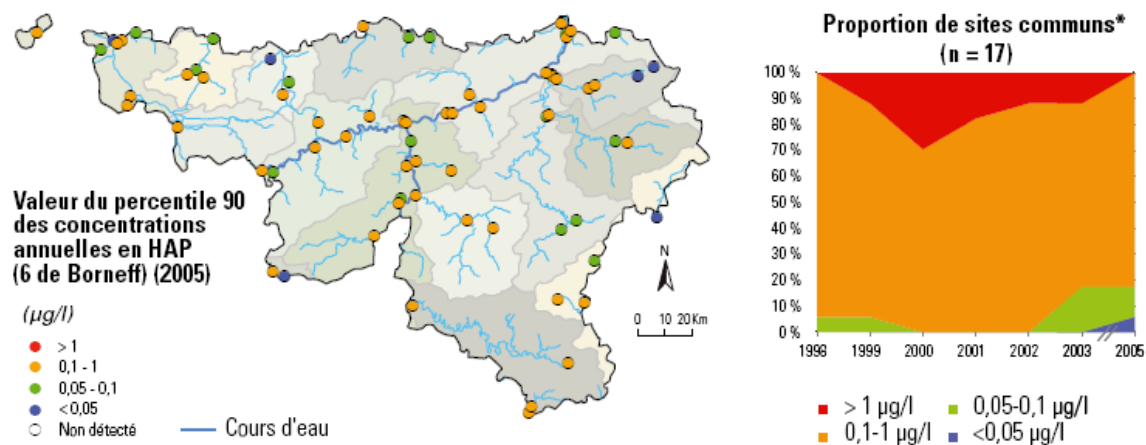 Valeur du percentile 90
des concentrations
annuelles en HAP
(6 de Borneff) (2005)
(µg/l)
> 1
0,1 - 1
0,05 - 0,1
<0,05
Non détecté
Cours d'eau
N
0 10 20 Km
Proportion de sites communs*
(n = 17)
100 %
90 %
80 %
70 %
60 %
50 %
40 %
30 %
20 %
10 %
0 %
1998 1999 2000 2001 2002 2003 2005
> 1 µg/l 0,05-0,1 µg/l
0,1-1 µg/l <0,05 µg/l